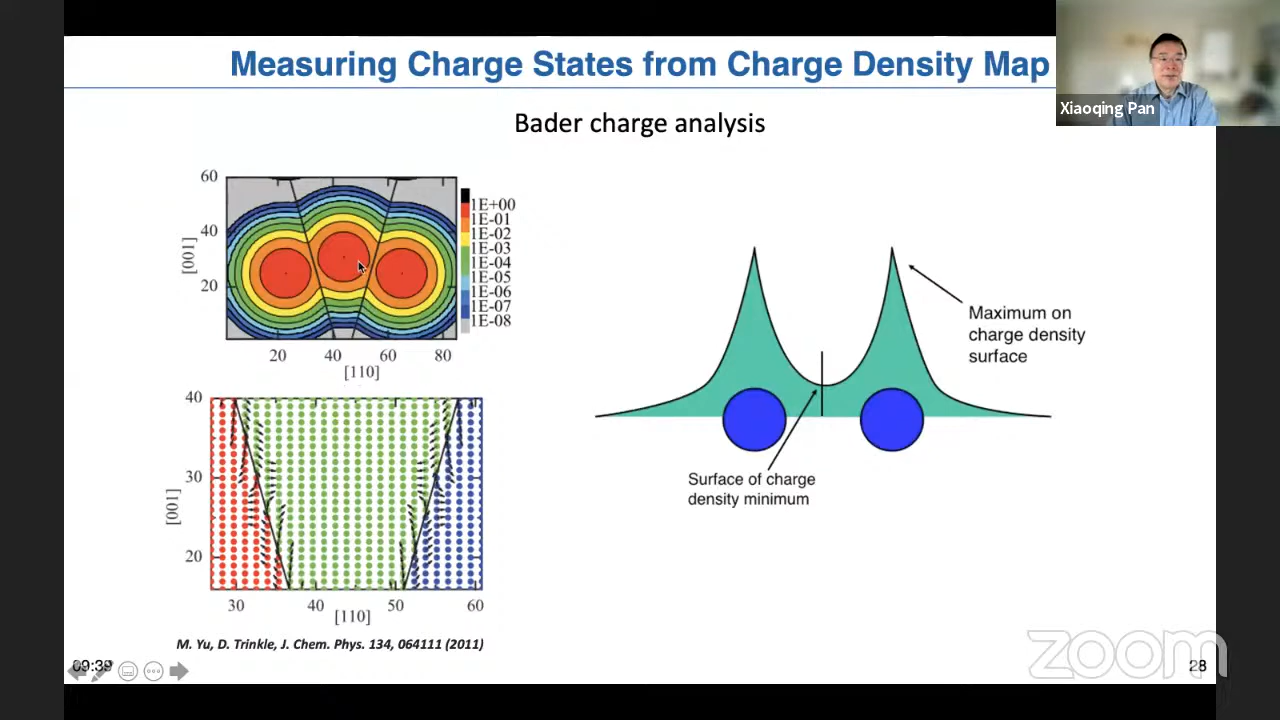 Measuring Charge States from Charge Density Map
Xiaoqing Pan
Bader charge analysis
60
40
20
[001]
20
40
60
80
[110]
1E+00
1E-01
1E-02
1E-03
1E-04
1E-05
1E-06
1E-07
1E-08
40
30
20
[001]
30
40
50
60
[110]
M. Yu, D. Trinkle, J. Chem. Phys. 134, 064111 (2011)
Maximum on
charge density
surface
Surface of charge
density minimum
09:39
zoom
28